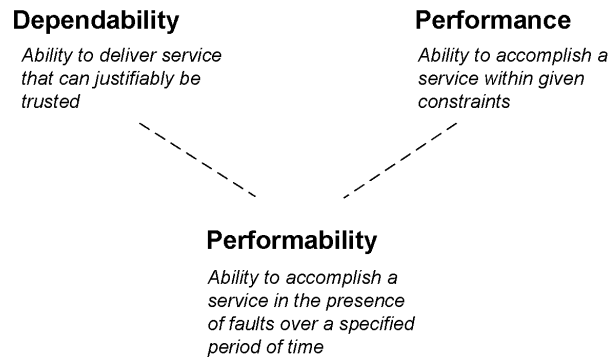 Dependability
Ability to deliver service
that can justifiably be
trusted
Performance
Ability to accomplish a
service within given
constraints
Performability
Ability to accomplish a
service in the presence
of faults over a specified
period of time